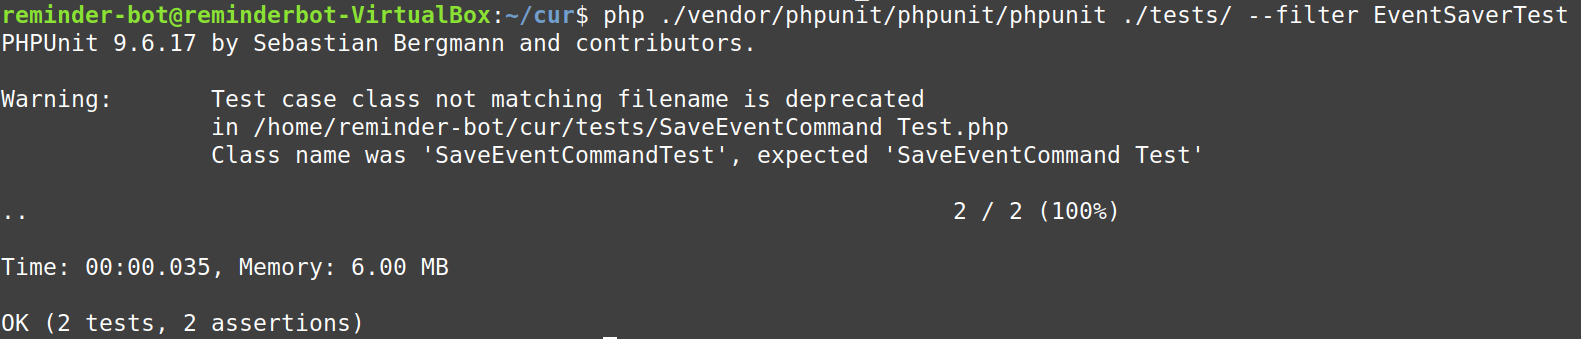 reminder-bot@reminderbot-VirtualBox:~/cur$ php ./vendor/phpunit/phpunit/phpunit ./tests/ --filter EventSaverTest
PHPUnit 9.6.17 by Sebastian Bergmann and contributors.
Warning:       Test case class not matching filename is deprecated
in /home/reminder-bot/cur/tests/SaveEventCommand Test.php
Class name was 'SaveEventCommandTest', expected 'SaveEventCommand Test'
..                                                                  2 / 2 (100%)
Time: 00:00.035, Memory: 6.00 MB
OK (2 tests, 2 assertions)